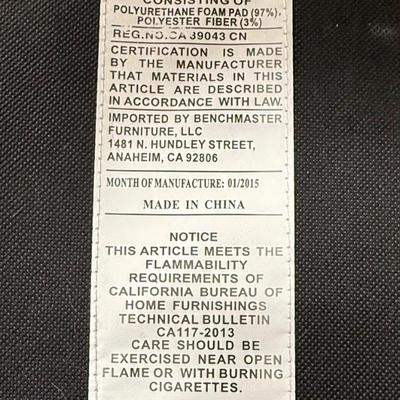 CONSISTING OF
POLYURETHANE FOAM PAD (97%),
POLYESTER FIBER (3%)
REG.NO.CA 39043 CN
CERTIFICATION IS MADE
BY THE MANUFACTURER
THAT MATERIALS IN THIS
ARTICLE ARE DESCRIBED
IN ACCORDANCE WITH LAW.
IMPORTED BY BENCHMASTER
FURNITURE, LLC
1481 N. HUNDLEY STREET,
ANAHEIM, CA 92806
MONTH OF MANUFACTURE: 01/2015
MADE IN CHINA
NOTICE
THIS ARTICLE MEETS THE
FLAMMABILITY
REQUIREMENTS OF
CALIFORNIA BUREAU OF
HOME FURNISHINGS
TECHNICAL BULLETIN
CA117-2013
CARE SHOULD BE
EXERCISED NEAR OPEN
FLAME OR WITH BURNING
CIGARETTES.